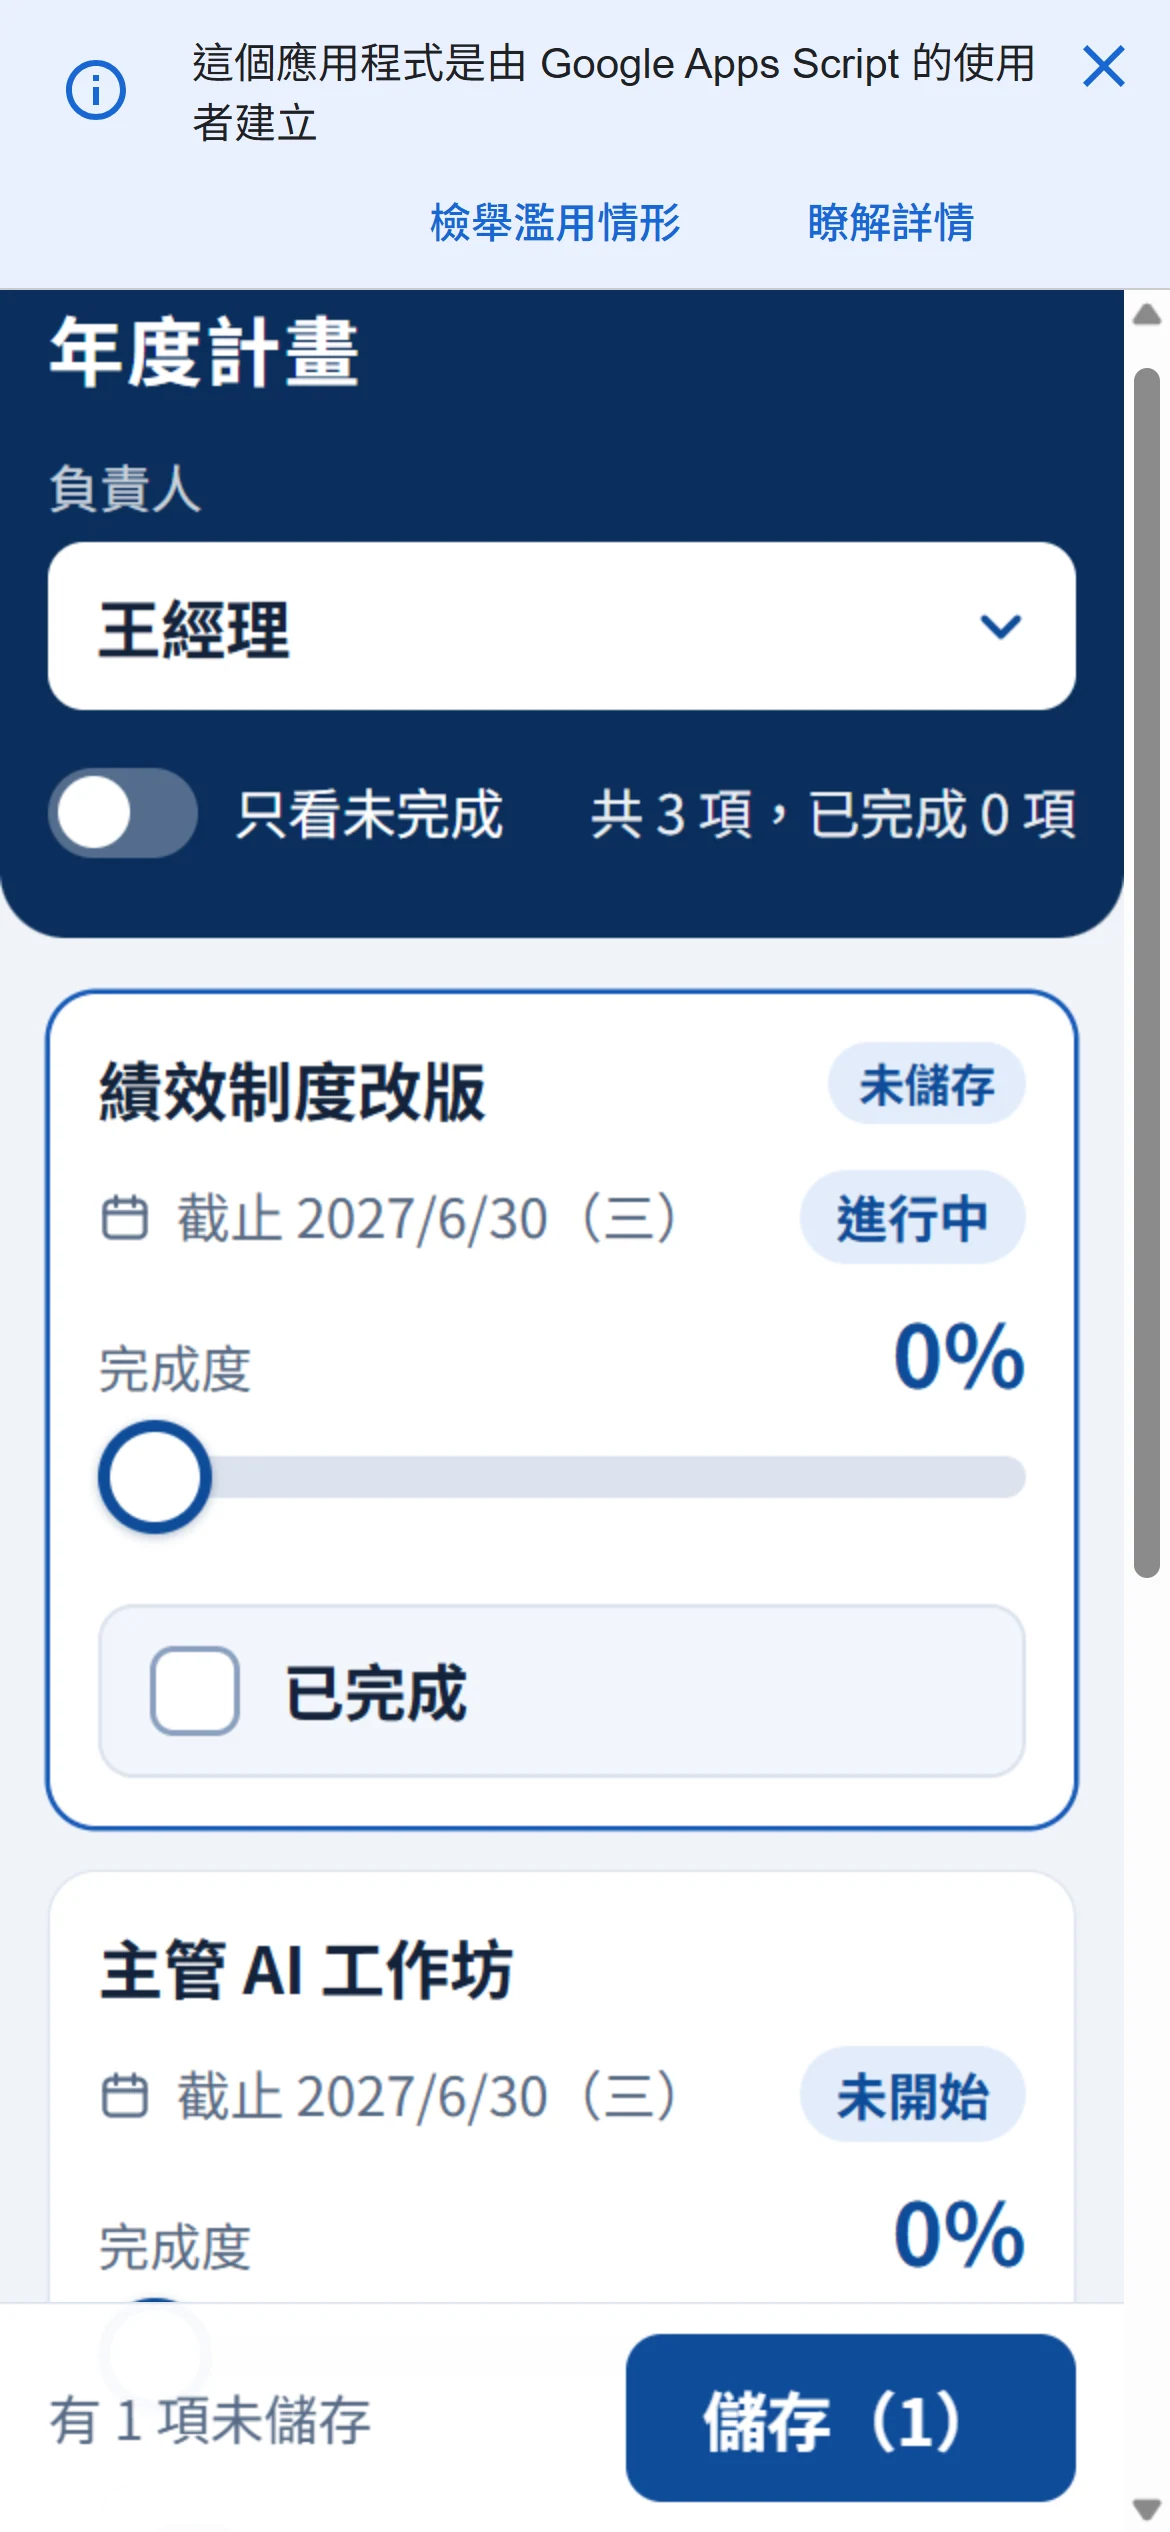 這個應用程式是由 Google Apps Script 的使用
者建立
檢舉濫用情形
瞭解詳情
年度計畫
負責人
王經理
只看未完成
共 3 項，已完成 0 項
績效制度改版
未儲存
截止 2027/6/30（三）
進行中
完成度
0%
已完成
主管 AI 工作坊
截止 2027/6/30（三）
未開始
完成度
0%
有 1 項未儲存
儲存（1）